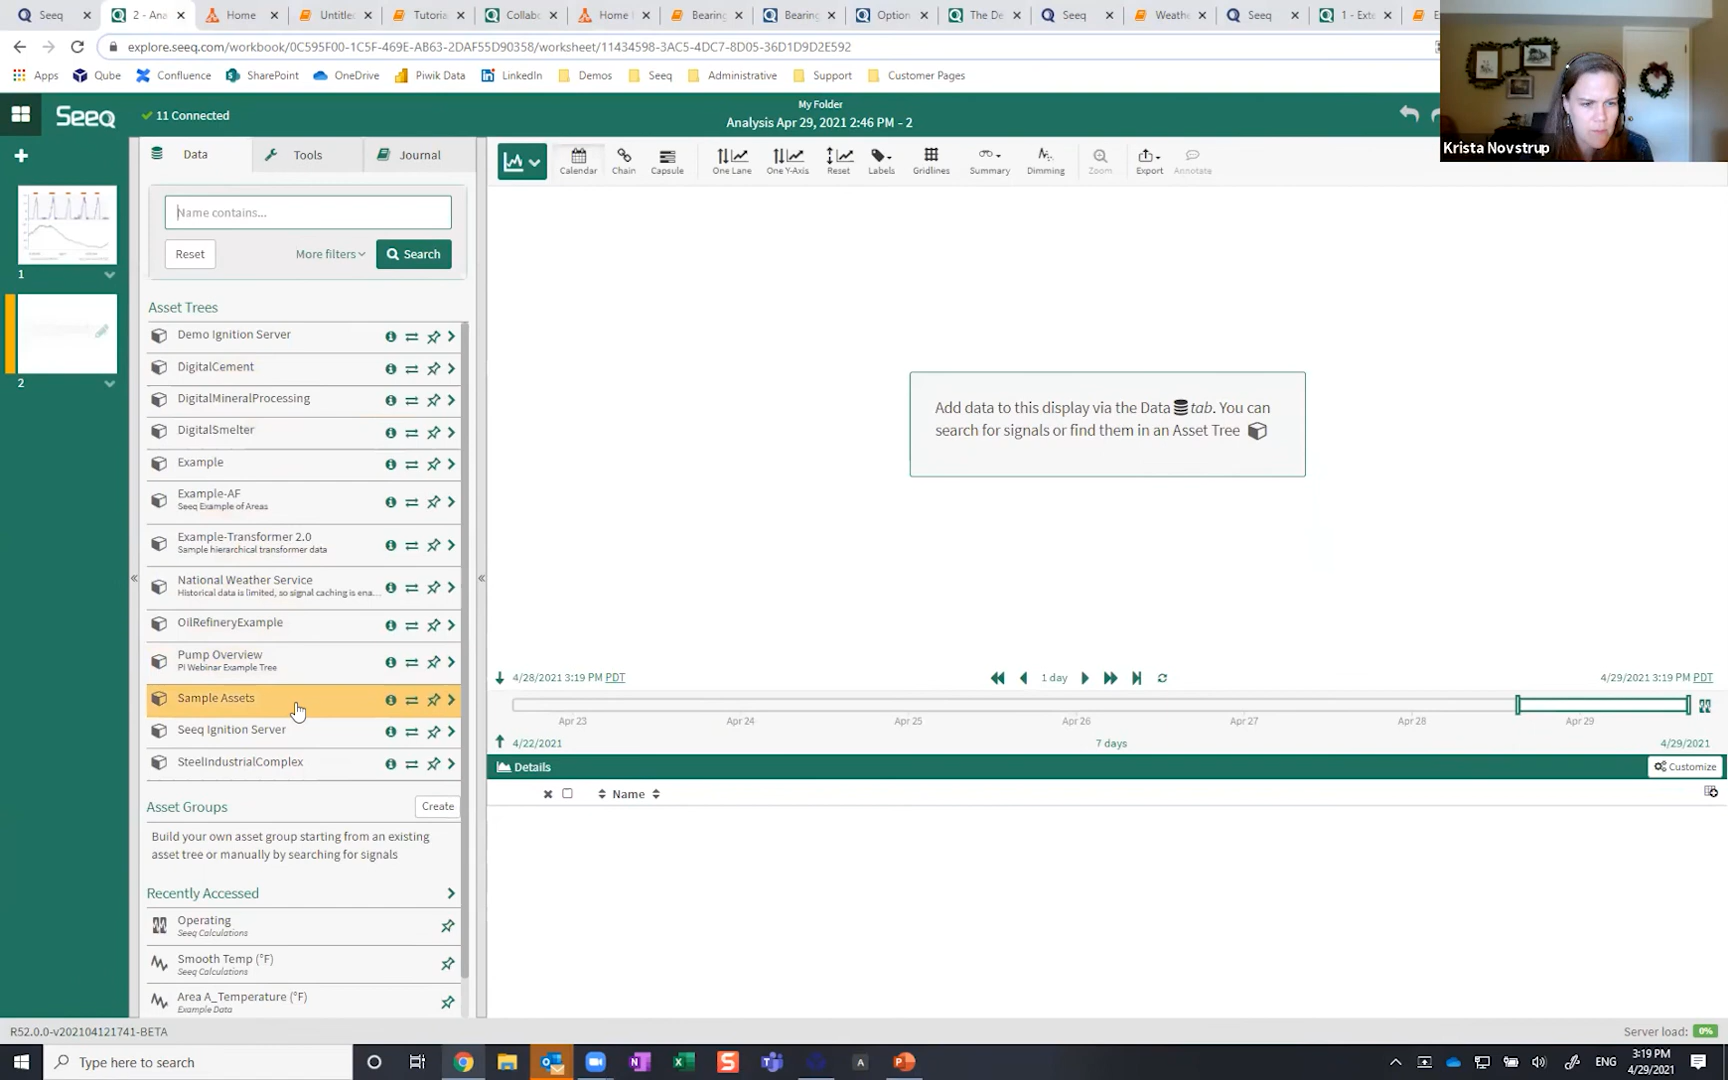 Seeq
2 - Ana
Home
Untitle
Tutoria
Collabo
Home
Bearing
Bearing
Option
The De
Seeq
Weathe
Seeq
1 - Ext
explore.seeq.com/workbook/0C595F00-1C5F-469E-AB63-2DAF55D90358/worksheet/11434598-3AC5-4DC7-8D05-36D1D9D2E592
Apps
Qube
Confluence
SharePoint
OneDrive
Piwik Data
LinkedIn
Demos
Seeq
Administrative
Support
Customer Pages
Krista Novstrup
Seeq
11 Connected
My Folder
Analysis Apr 29, 2021 2:46 PM - 2
Data
Tools
Journal
Calendar
Chain
Capsule
One Lane
One Y-Axis
Reset
Labels
Gridlines
Summary
Dimming
Zoom
Export
Annotate
Name contains...
Reset
More filters
Search
1
2
Asset Trees
Demo Ignition Server
DigitalCement
DigitalMineralProcessing
DigitalSmelter
Example
Example-AF
Seeq Example of Areas
Example-Transformer 2.0
Sample hierarchical transformer data
National Weather Service
Historical data is limited, so signal caching is ena...
OilRefineryExample
Pump Overview
PI Webinar Example Tree
Sample Assets
Seeq Ignition Server
SteelIndustrialComplex
Asset Groups
Create
Build your own asset group starting from an existing
asset tree or manually by searching for signals
Recently Accessed
Operating
Seeq Calculations
Smooth Temp (°F)
Seeq Calculations
Area A_Temperature (°F)
Example Data
Add data to this display via the Data tab. You can
search for signals or find them in an Asset Tree
4/28/2021 3:19 PM PDT
1 day
4/29/2021 3:19 PM PDT
Apr 23
Apr 24
Apr 25
Apr 26
Apr 27
Apr 28
Apr 29
4/22/2021
7 days
4/29/2021
Details
Customize
Name
R52.0.0-v202104121741-BETA
Server load: 0%
Type here to search
ENG
3:19 PM
4/29/2021